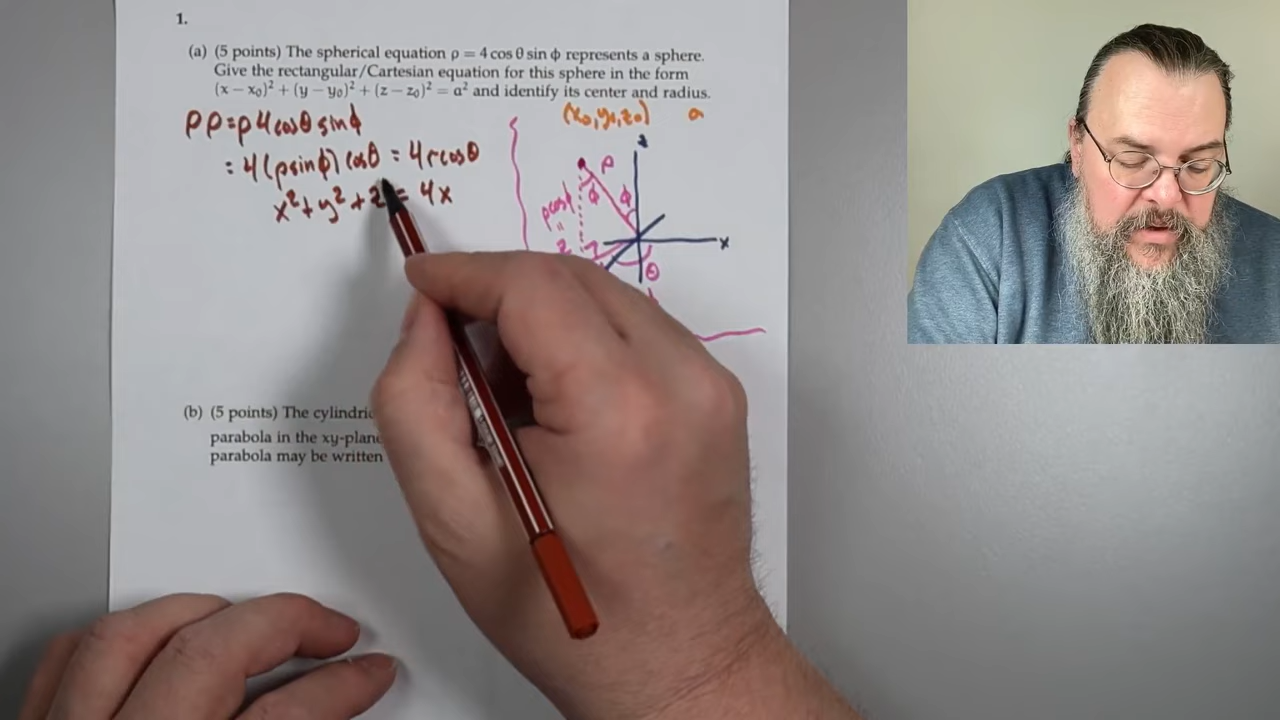 1.
(a) (5 points) The spherical equation ρ = 4 cos θ sin ϕ represents a sphere.
Give the rectangular/Cartesian equation for this sphere in the form
(x − x₀)² + (y − y₀)² + (z − z₀)² = a² and identify its center and radius.
(x₀,y₀,z₀) a
ρρ=ρ4cosθ sinϕ
= 4(ρsinϕ)cosθ = 4rcosθ
x²+y²+z = 4x
z
ρ
ϕ ϕ
ρcosϕ
=
z
x
r
θ
(b) (5 points) The
parabola in the xy-plane
parabola may be written